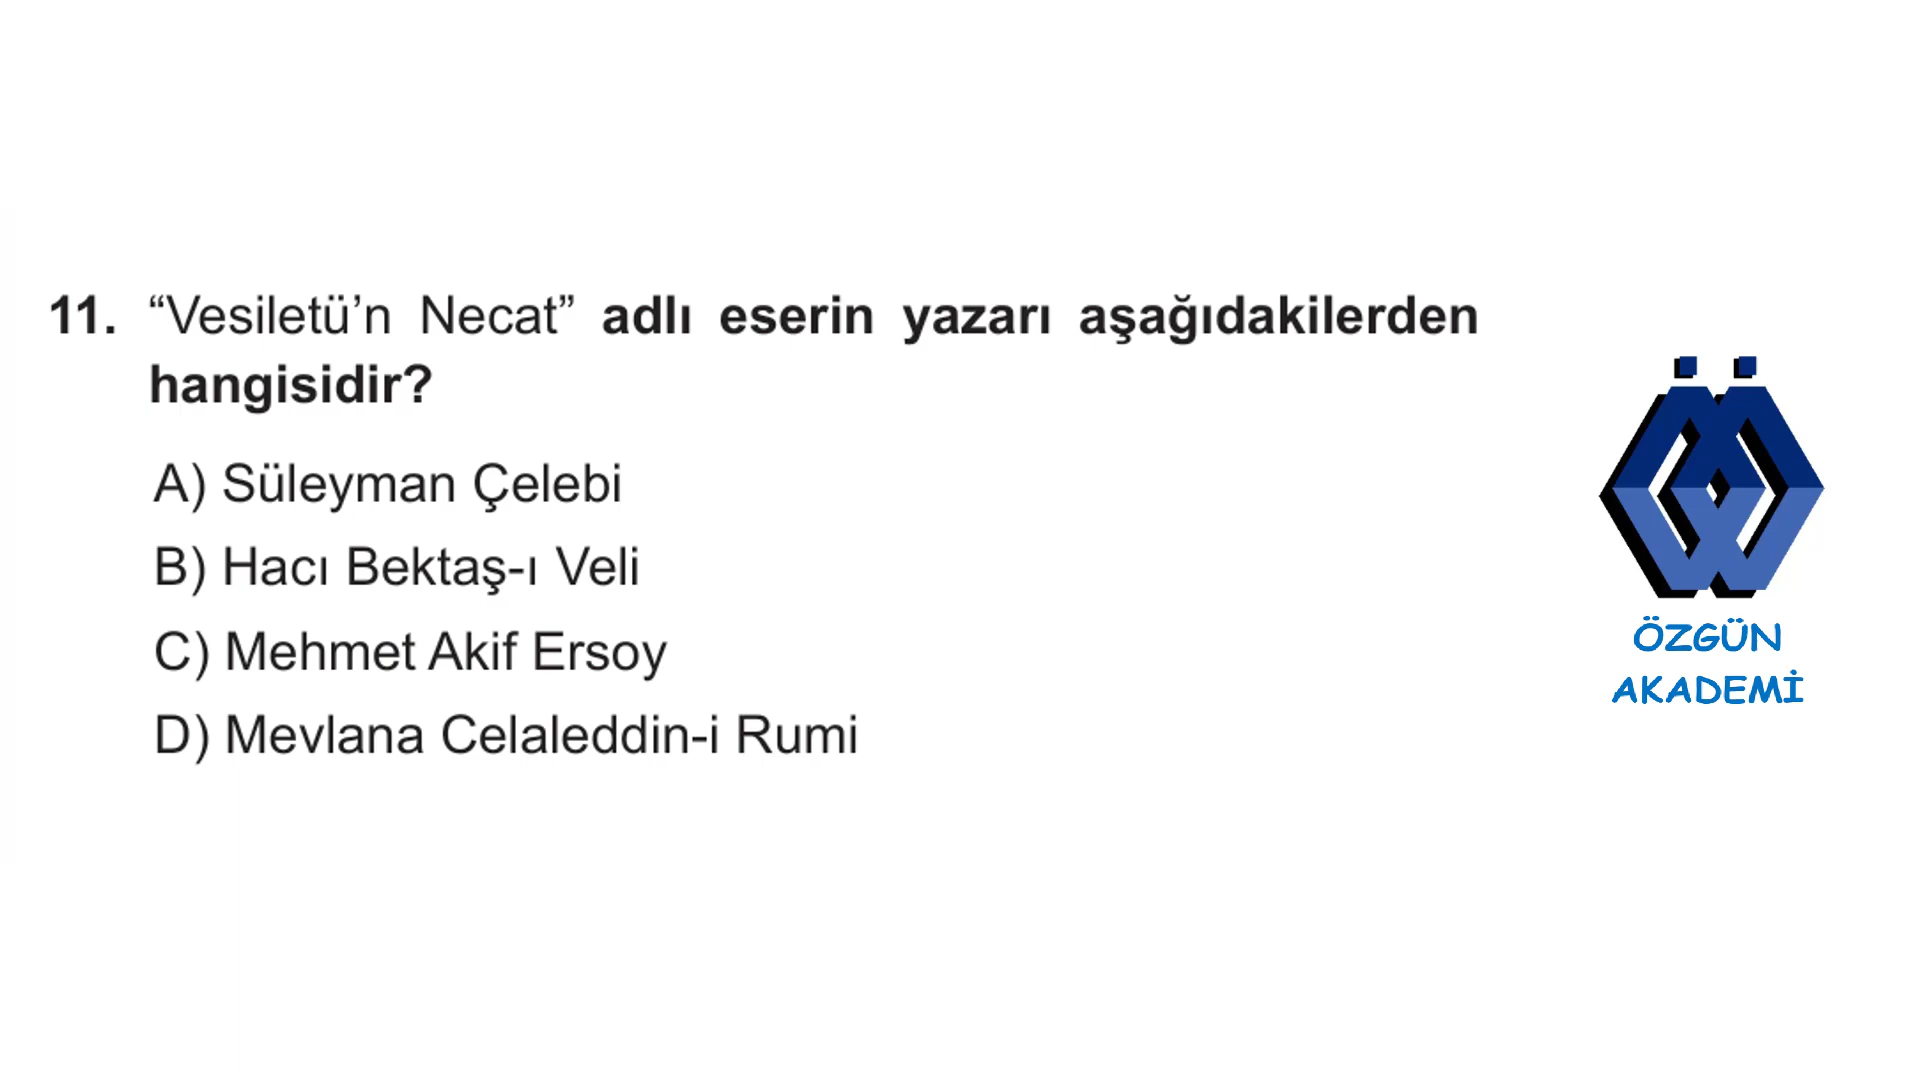 11. “Vesiletü’n Necat” adlı eserin yazarı aşağıdakilerden
hangisidir?
A) Süleyman Çelebi
B) Hacı Bektaş-ı Veli
C) Mehmet Akif Ersoy
D) Mevlana Celaleddin-i Rumi
ÖZGÜN
AKADEMİ